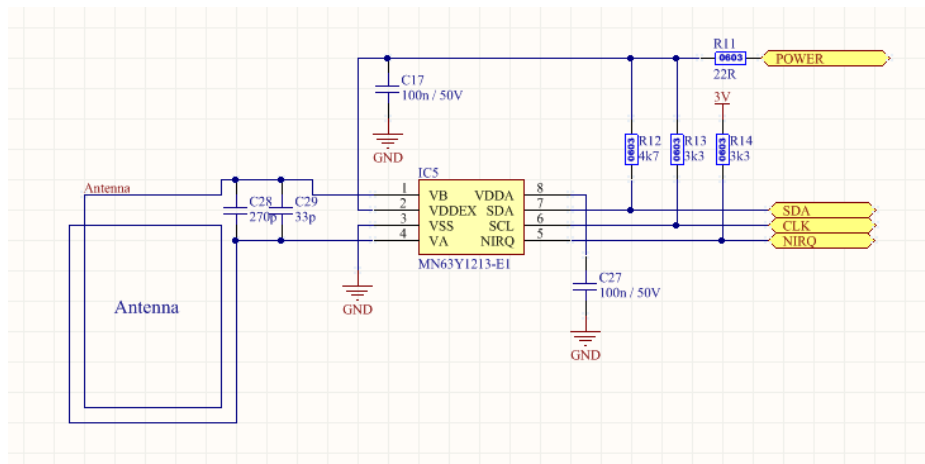 R11
0603
POWER
22R
C17
100n / 50V
3V
GND
0603
R12
4k7
0603
R13
3k3
0603
R14
3k3
IC5
Antenna
1
VB
VDDA
8
C28
270p
C29
33p
2
VDDEX
SDA
7
SDA
3
VSS
SCL
6
CLK
4
VA
NIRQ
5
NIRQ
MN63Y1213-E1
C27
100n / 50V
Antenna
GND
GND